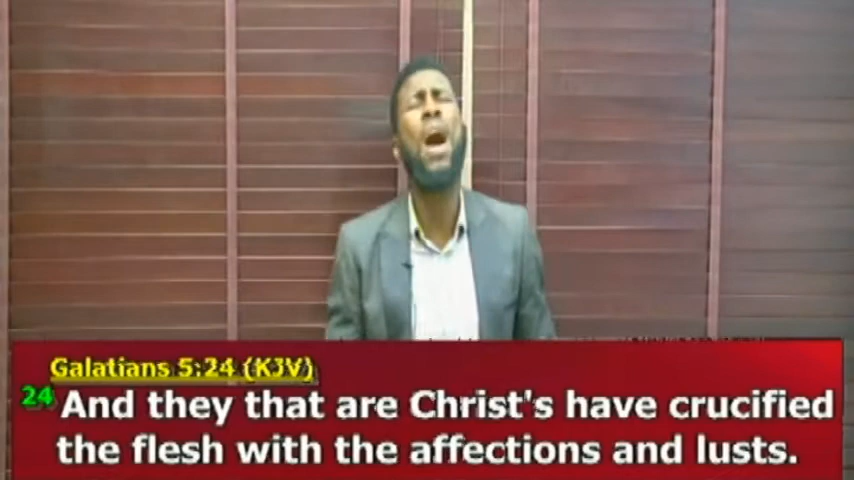 Galatians 5:24 (KJV)
24 And they that are Christ's have crucified
the flesh with the affections and lusts.